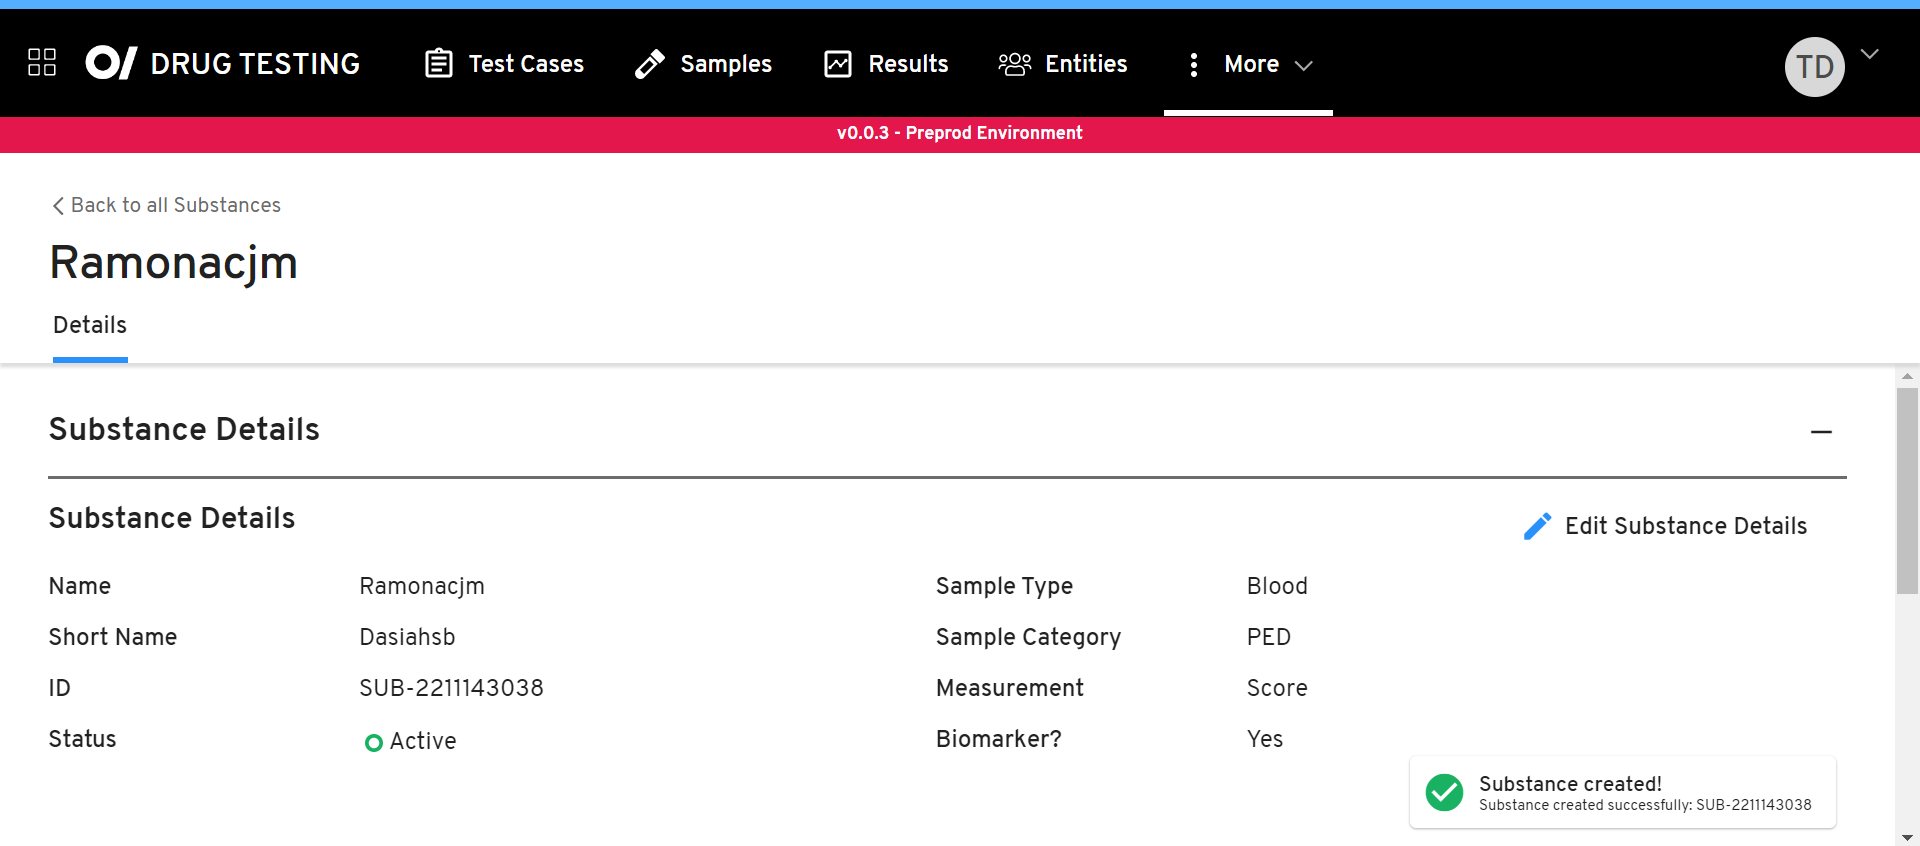 DRUG TESTING Test Cases Samples Results Entities More TD
v0.0.3 - Preprod Environment
Back to all Substances
Ramonacjm
Details
Substance Details
Substance Details
Edit Substance Details
Name Ramonacjm Sample Type Blood
Short Name Dasiahsb Sample Category PED
ID SUB-2211143038 Measurement Score
Status Active Biomarker? Yes
Substance created!
Substance created successfully: SUB-2211143038